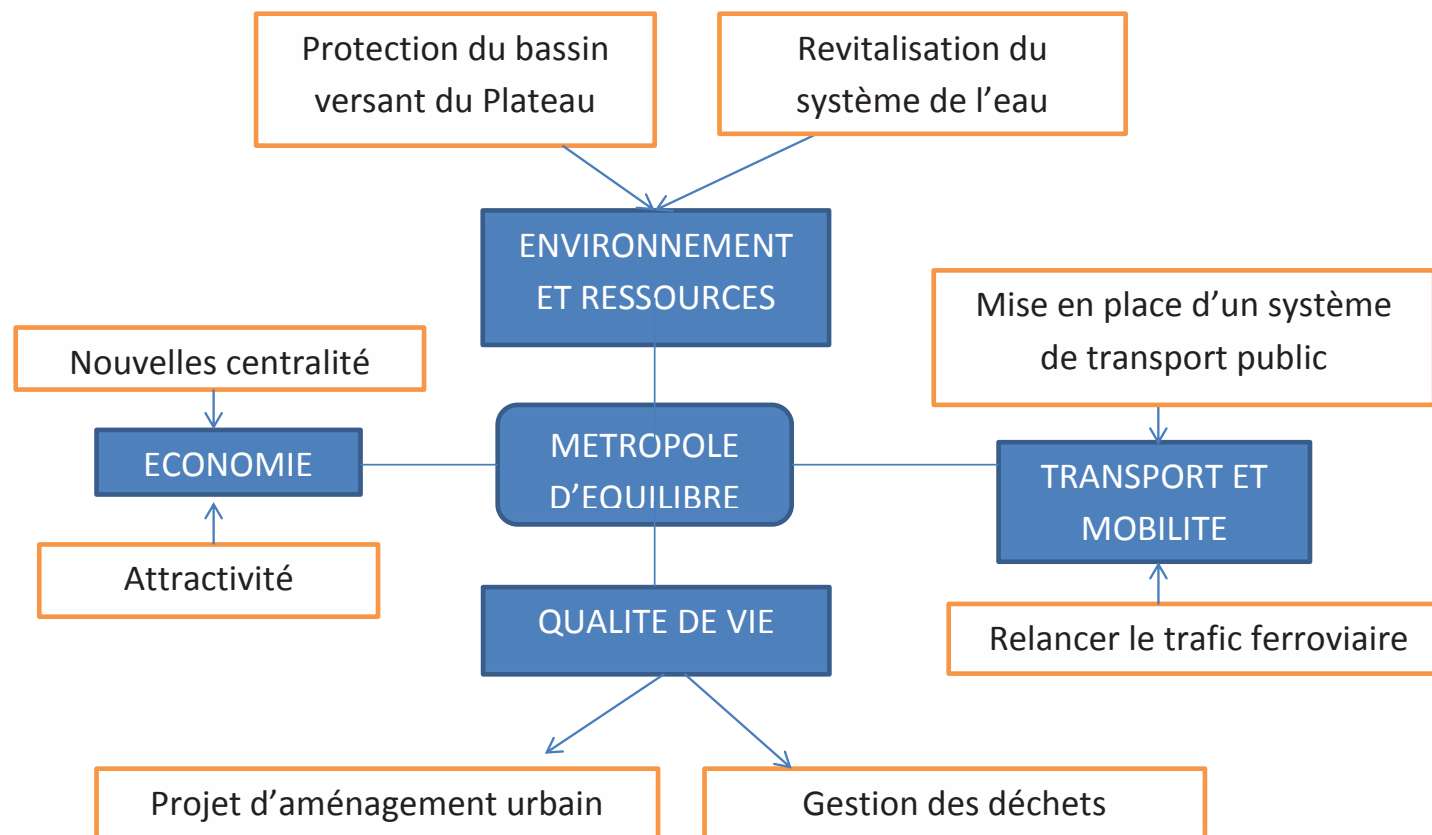 Protection du bassin
versant du Plateau
Revitalisation du
système de l'eau
ENVIRONNEMENT
ET RESSOURCES
Mise en place d'un système
de transport public
Nouvelles centralité
ECONOMIE
METROPOLE
D'EQUILIBRE
TRANSPORT ET
MOBILITE
Attractivité
QUALITE DE VIE
Relancer le trafic ferroviaire
Projet d'aménagement urbain
Gestion des déchets